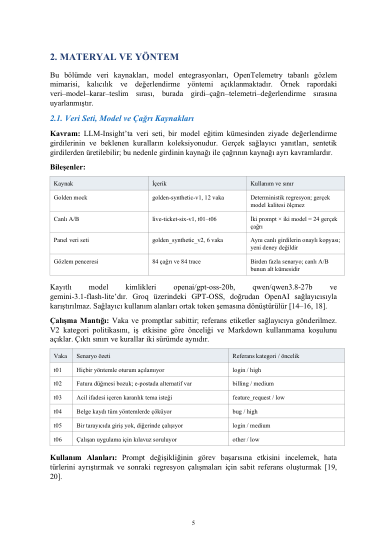 2. MATERYAL VE YÖNTEM
Bu bölümde veri kaynakları, model entegrasyonları, OpenTelemetry tabanlı gözlem
mimarisi, kalıcılık ve değerlendirme yöntemi açıklanmaktadır. Örnek rapordaki
veri–model–karar–teslim sırası, burada girdi–çağrı–telemetri–değerlendirme sırasına
uyarlanmıştır.
2.1. Veri Seti, Model ve Çağrı Kaynakları
Kavram: LLM-Insight’ta veri seti, bir model eğitim kümesinden ziyade değerlendirme
girdilerinin ve beklenen kuralların koleksiyonudur. Gerçek sağlayıcı yanıtları, sentetik
girdilerden üretilebilir; bu nedenle girdinin kaynağı ile çağrının kaynağı ayrı kavramlardır.
Bileşenler:
Kaynak İçerik Kullanım ve sınır
Golden mock golden-synthetic-v1, 12 vaka Deterministik regresyon; gerçek
model kalitesi ölçmez
Canlı A/B live-ticket-six-v1, t01–t06 İki prompt × iki model = 24 gerçek
çağrı
Panel veri seti golden_synthetic_v2, 6 vaka Aynı canlı girdilerin onaylı kopyası;
yeni deney değildir
Gözlem penceresi 84 çağrı ve 84 trace Birden fazla senaryo; canlı A/B
bunun alt kümesidir
Kayıtlı model kimlikleri openai/gpt-oss-20b, qwen/qwen3.8-27b ve
gemini-3.1-flash-lite’dır. Groq üzerindeki GPT-OSS, doğrudan OpenAI sağlayıcısıyla
karıştırılmaz. Sağlayıcı kullanım alanları ortak token şemasına dönüştürülür [14–16, 18].
Çalışma Mantığı: Vaka ve promptlar sabittir; referans etiketler sağlayıcıya gönderilmez.
V2 kategori politikasını, iş etkisine göre önceliği ve Markdown kullanmama koşulunu
açıklar. Çıktı sınırı ve kurallar iki sürümde aynıdır.
Vaka Senaryo özeti Referans kategori / öncelik
t01 Hiçbir yöntemle oturum açılamıyor login / high
t02 Fatura düğmesi bozuk; e-postada alternatif var billing / medium
t03 Acil ifadesi içeren karanlık tema isteği feature_request / low
t04 Belge kaydı tüm yöntemlerde çöküyor bug / high
t05 Bir tarayıcıda giriş yok, diğerinde çalışıyor login / medium
t06 Çalışan uygulama için kılavuz soruluyor other / low
Kullanım Alanları: Prompt değişikliğinin görev başarısına etkisini incelemek, hata
türlerini ayrıştırmak ve sonraki regresyon çalışmaları için sabit referans oluşturmak [19,
20].
5